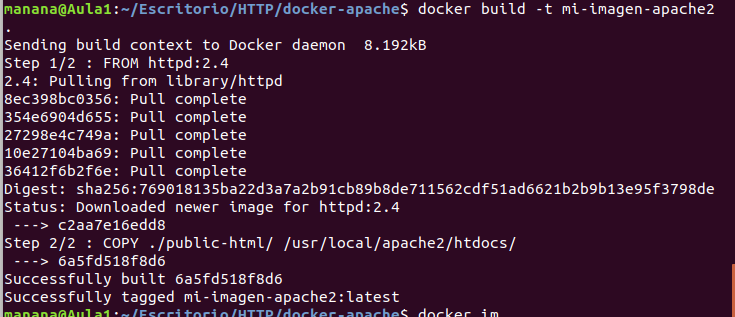 manana@Aula1:~/Escritorio/HTTP/docker-apache$ docker build -t mi-imagen-apache2
.
Sending build context to Docker daemon  8.192kB
Step 1/2 : FROM httpd:2.4
2.4: Pulling from library/httpd
8ec398bc0356: Pull complete
354e6904d655: Pull complete
27298e4c749a: Pull complete
10e27104ba69: Pull complete
36412f6b2f6e: Pull complete
Digest: sha256:769018135ba22d3a7a2b91cb89b8de711562cdf51ad6621b2b9b13e95f3798de
Status: Downloaded newer image for httpd:2.4
 ---> c2aa7e16edd8
Step 2/2 : COPY ./public-html/ /usr/local/apache2/htdocs/
 ---> 6a5fd518f8d6
Successfully built 6a5fd518f8d6
Successfully tagged mi-imagen-apache2:latest
manana@Aula1:~/Escritorio/HTTP/docker-apache$ docker im